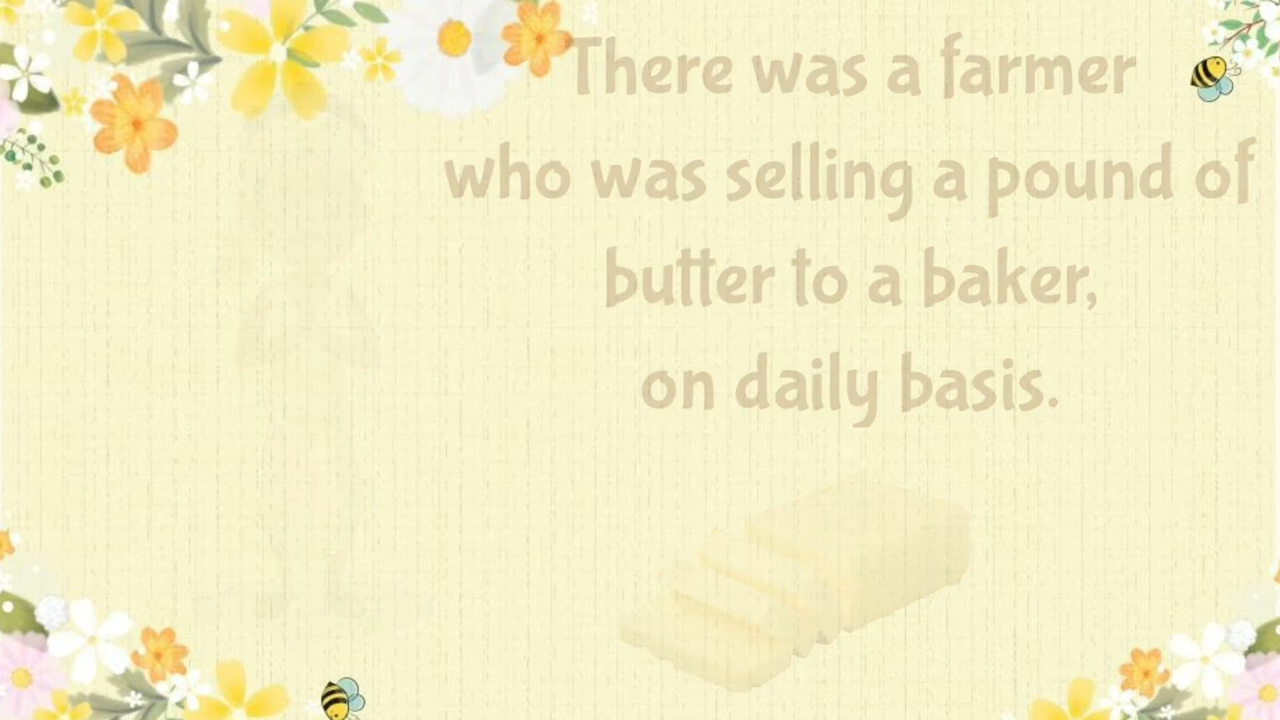 There was a farmer
who was selling a pound of
butter to a baker,
on daily basis.